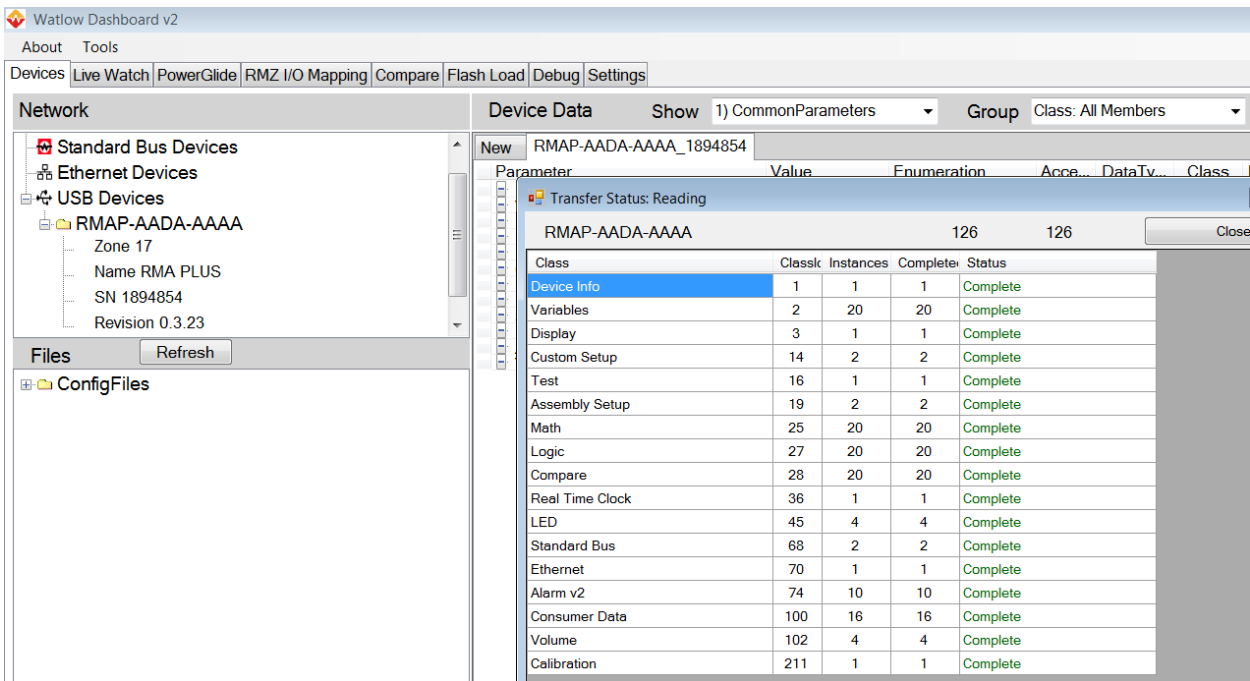 Watlow Dashboard v2
About Tools
Devices Live Watch PowerGlide RMZ I/O Mapping Compare Flash Load Debug Settings
Network
Standard Bus Devices
Ethernet Devices
USB Devices
RMAP-AADA-AAAA
Zone 17
Name RMA PLUS
SN 1894854
Revision 0.3.23
Files Refresh
ConfigFiles
Device Data Show 1) CommonParameters Group Class: All Members
New RMAP-AADA-AAAA_1894854
Parameter Value Enumeration Acce... DataTy... Class
Transfer Status: Reading
RMAP-AADA-AAAA 126 126 Close
Class ClassIc Instances Completed Status
Device Info 1 1 1 Complete
Variables 2 20 20 Complete
Display 3 1 1 Complete
Custom Setup 14 2 2 Complete
Test 16 1 1 Complete
Assembly Setup 19 2 2 Complete
Math 25 20 20 Complete
Logic 27 20 20 Complete
Compare 28 20 20 Complete
Real Time Clock 36 1 1 Complete
LED 45 4 4 Complete
Standard Bus 68 2 2 Complete
Ethernet 70 1 1 Complete
Alarm v2 74 10 10 Complete
Consumer Data 100 16 16 Complete
Volume 102 4 4 Complete
Calibration 211 1 1 Complete